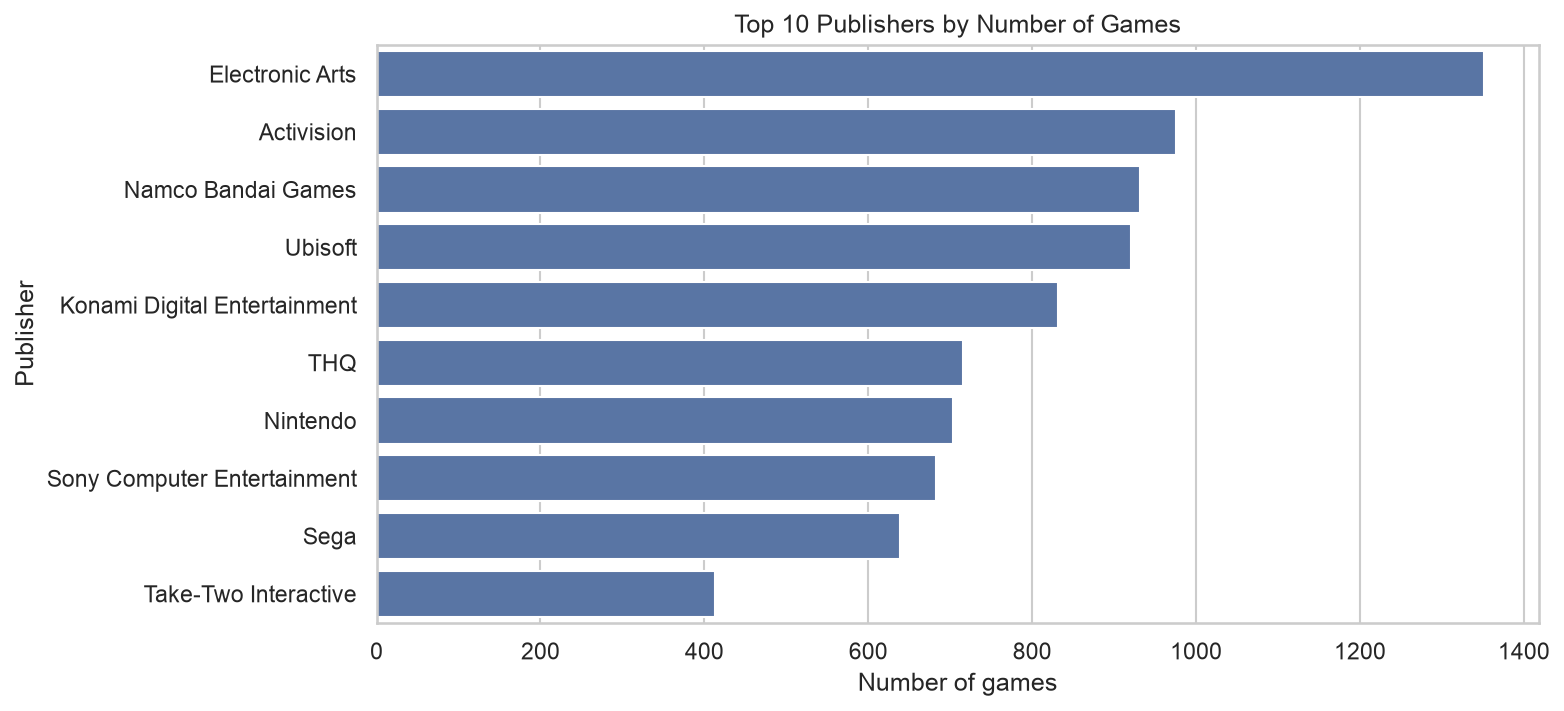 Top 10 Publishers by Number of Games
Publisher
Electronic Arts
Activision
Namco Bandai Games
Ubisoft
Konami Digital Entertainment
THQ
Nintendo
Sony Computer Entertainment
Sega
Take-Two Interactive
0 200 400 600 800 1000 1200 1400
Number of games